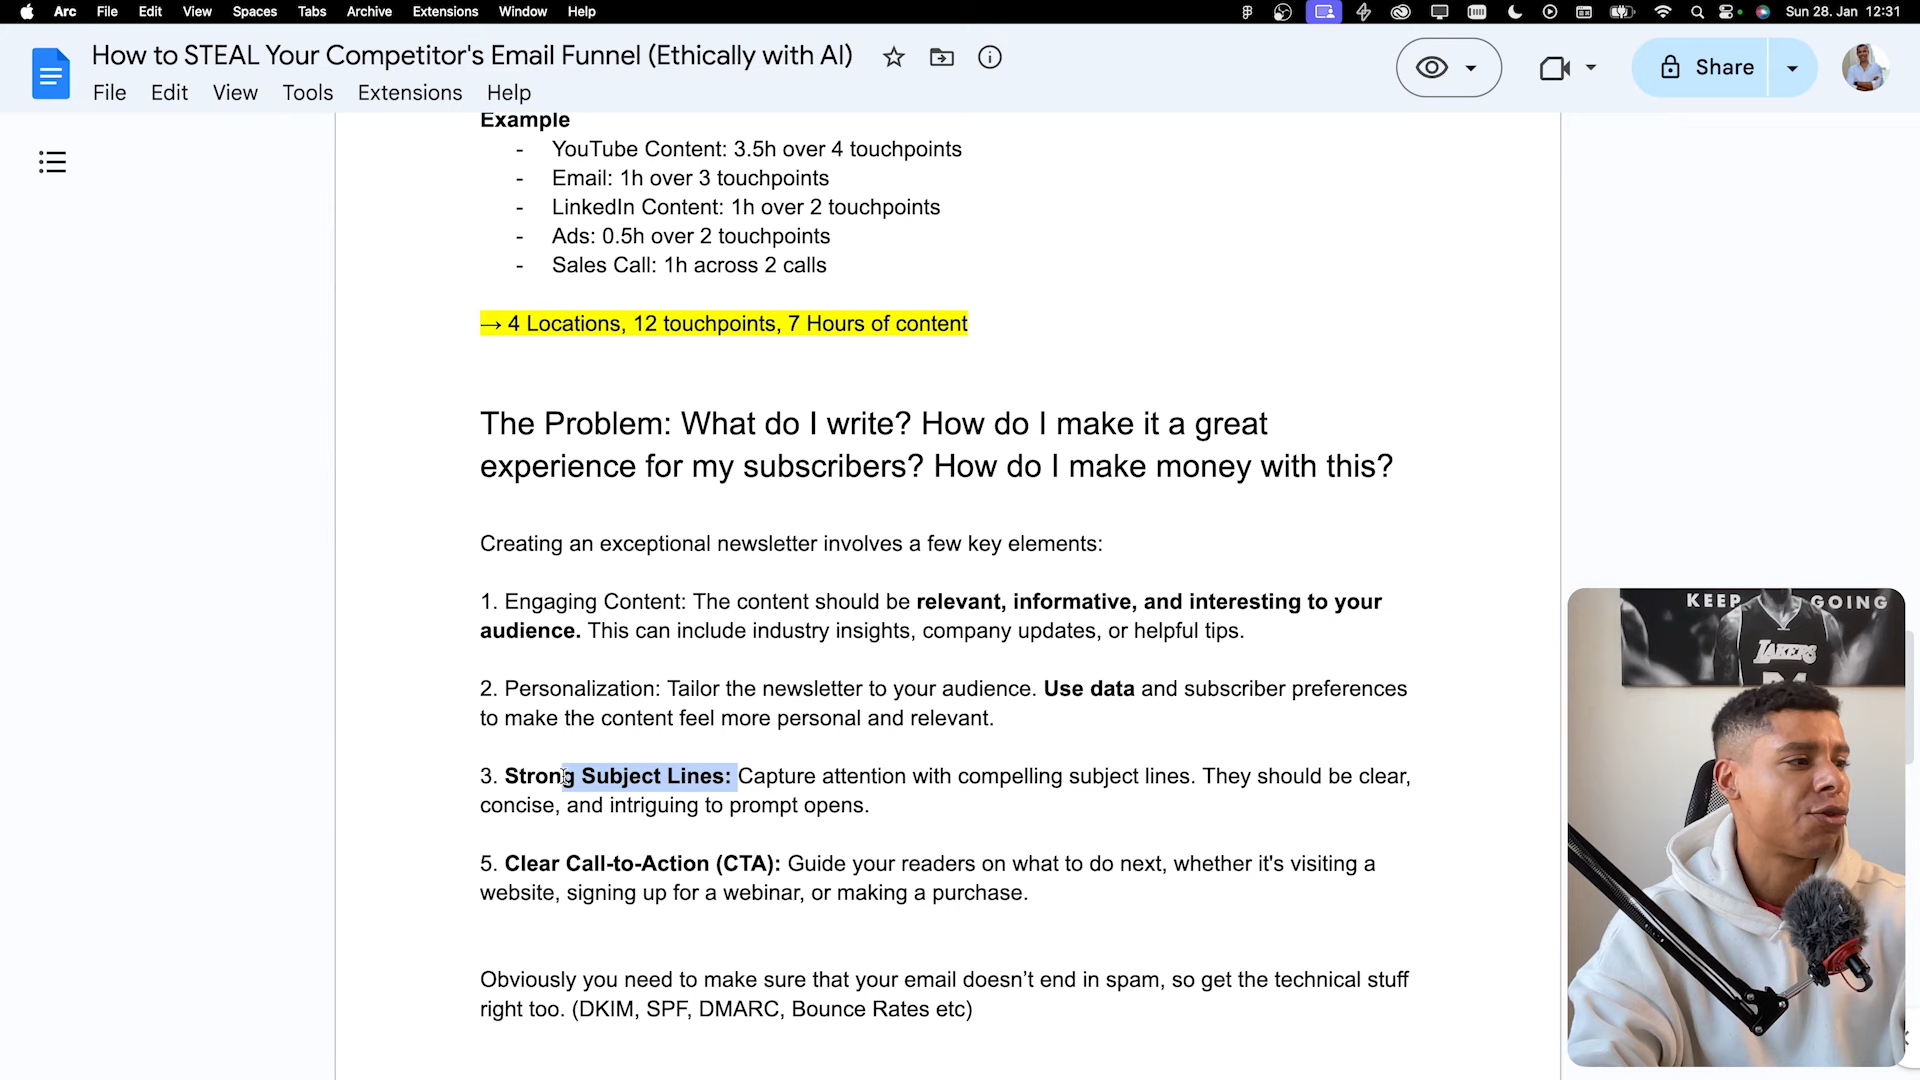 Arc File Edit View Spaces Tabs Archive Extensions Window Help Sun 28. Jan 12:31
How to STEAL Your Competitor's Email Funnel (Ethically with AI)
Share
File Edit View Tools Extensions Help
Example
- YouTube Content: 3.5h over 4 touchpoints
- Email: 1h over 3 touchpoints
- LinkedIn Content: 1h over 2 touchpoints
- Ads: 0.5h over 2 touchpoints
- Sales Call: 1h across 2 calls
→ 4 Locations, 12 touchpoints, 7 Hours of content
The Problem: What do I write? How do I make it a great
experience for my subscribers? How do I make money with this?
Creating an exceptional newsletter involves a few key elements:
1. Engaging Content: The content should be relevant, informative, and interesting to your
audience. This can include industry insights, company updates, or helpful tips.
2. Personalization: Tailor the newsletter to your audience. Use data and subscriber preferences
to make the content feel more personal and relevant.
3. Strong Subject Lines: Capture attention with compelling subject lines. They should be clear,
concise, and intriguing to prompt opens.
5. Clear Call-to-Action (CTA): Guide your readers on what to do next, whether it's visiting a
website, signing up for a webinar, or making a purchase.
Obviously you need to make sure that your email doesn’t end in spam, so get the technical stuff
right too. (DKIM, SPF, DMARC, Bounce Rates etc)
KEEP GOING
LAKERS